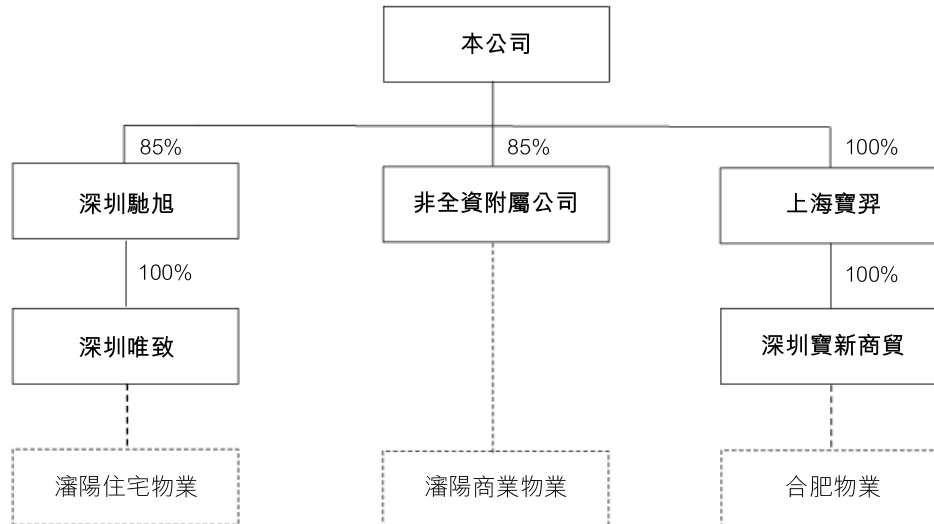 本公司
85%
85%
100%
深圳馳旭
非全資附屬公司
上海寶羿
100%
100%
深圳唯致
深圳寶新商貿
瀋陽住宅物業
瀋陽商業物業
合肥物業